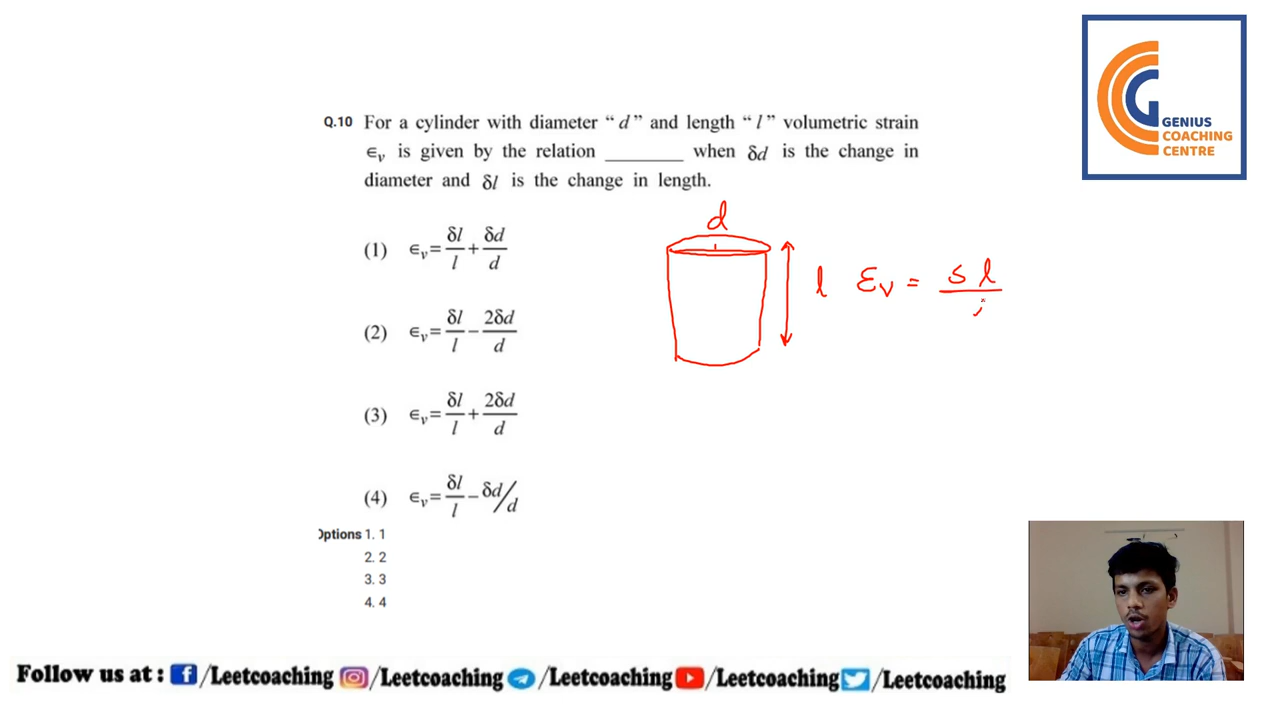 Q.10 For a cylinder with diameter “d” and length “l” volumetric strain
∈ᵥ is given by the relation ________ when δd is the change in
diameter and δl is the change in length.
(1) ∈ᵥ = δl/l + δd/d
(2) ∈ᵥ = δl/l − 2δd/d
(3) ∈ᵥ = δl/l + 2δd/d
(4) ∈ᵥ = δl/l − δd/d
Options 1. 1
2. 2
3. 3
4. 4
d
l εᵥ = δl
GENIUS
COACHING
CENTRE
Follow us at : f /Leetcoaching /Leetcoaching /Leetcoaching /Leetcoaching /Leetcoaching